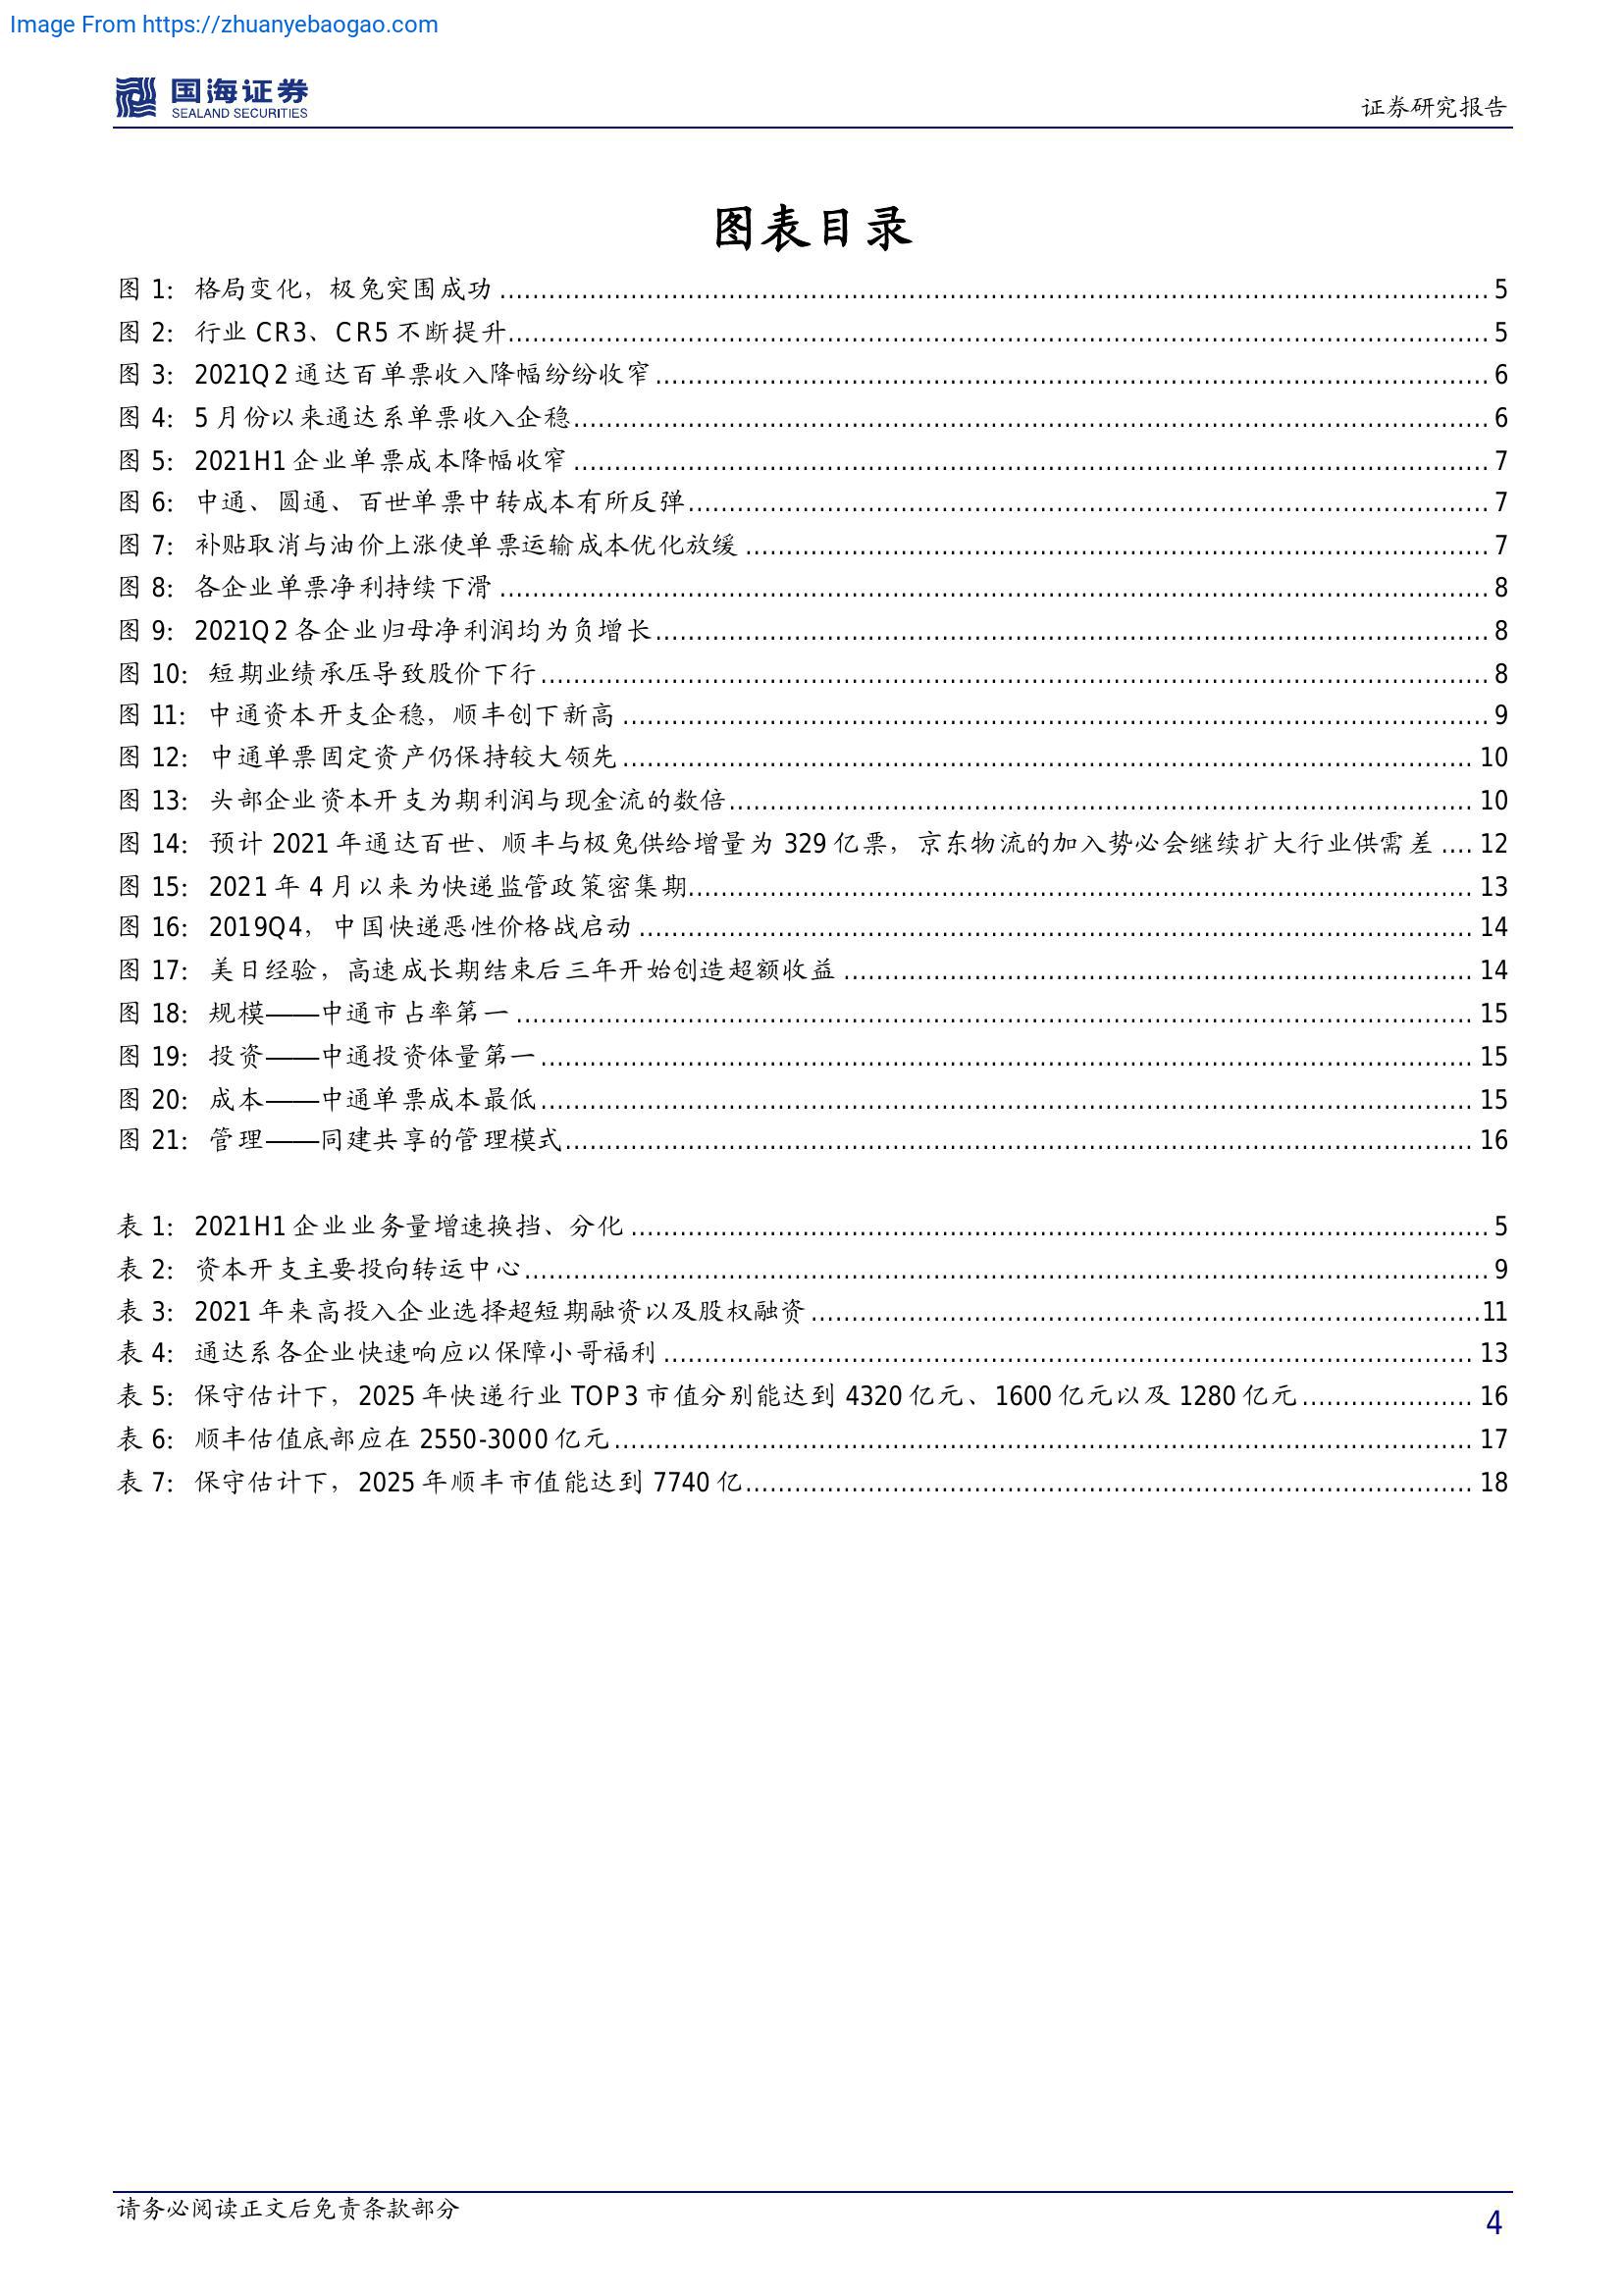 Image From https://zhuanyebaogao.com
国海证券
SEALAND SECURITIES
证券研究报告
图表目录
图 1：格局变化，极兔突围成功 5
图 2：行业 CR3、CR5 不断提升 5
图 3：2021Q2 通达百单票收入降幅纷纷收窄 6
图 4：5 月份以来通达系单票收入企稳 6
图 5：2021H1 企业单票成本降幅收窄 7
图 6：中通、圆通、百世单票中转成本有所反弹 7
图 7：补贴取消与油价上涨使单票运输成本优化放缓 7
图 8：各企业单票净利持续下滑 8
图 9：2021Q2 各企业归母净利润均为负增长 8
图 10：短期业绩承压导致股价下行 8
图 11：中通资本开支企稳，顺丰创下新高 9
图 12：中通单票固定资产仍保持较大领先 10
图 13：头部企业资本开支为期利润与现金流的数倍 10
图 14：预计 2021 年通达百世、顺丰与极兔供给增量为 329 亿票，京东物流的加入势必会继续扩大行业供需差 12
图 15：2021 年 4 月以来为快递监管政策密集期 13
图 16：2019Q4，中国快递恶性价格战启动 14
图 17：美日经验，高速成长期结束后三年开始创造超额收益 14
图 18：规模——中通市占率第一 15
图 19：投资——中通投资体量第一 15
图 20：成本——中通单票成本最低 15
图 21：管理——同建共享的管理模式 16
表 1：2021H1 企业业务量增速换挡、分化 5
表 2：资本开支主要投向转运中心 9
表 3：2021 年来高投入企业选择超短期融资以及股权融资 11
表 4：通达系各企业快速响应以保障小哥福利 13
表 5：保守估计下，2025 年快递行业 TOP3 市值分别能达到 4320 亿元、1600 亿元以及 1280 亿元 16
表 6：顺丰估值底部应在 2550-3000 亿元 17
表 7：保守估计下，2025 年顺丰市值能达到 7740 亿 18
请务必阅读正文后免责条款部分
4